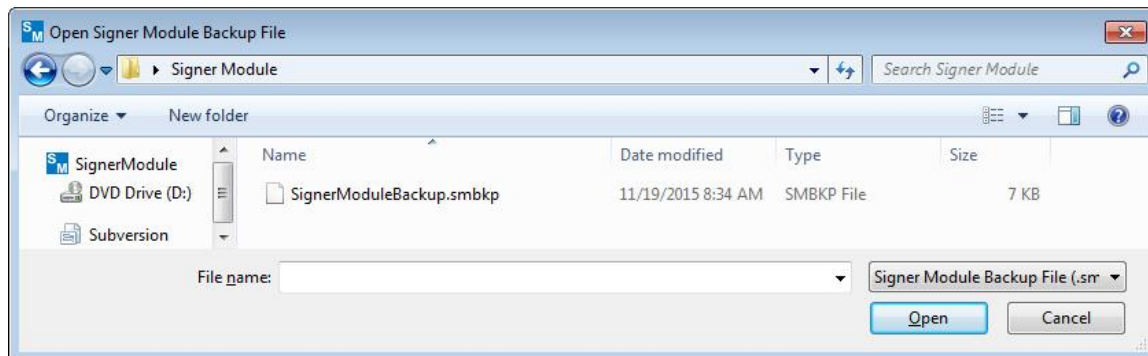 SM Open Signer Module Backup File
Signer Module
Search Signer Module
Organize
New folder
Name
Date modified
Type
Size
SM SignerModule
DVD Drive (D:)
Subversion
SignerModuleBackup.smbkp
11/19/2015 8:34 AM
SMBKP File
7 KB
File name:
Signer Module Backup File (.sm
Open
Cancel